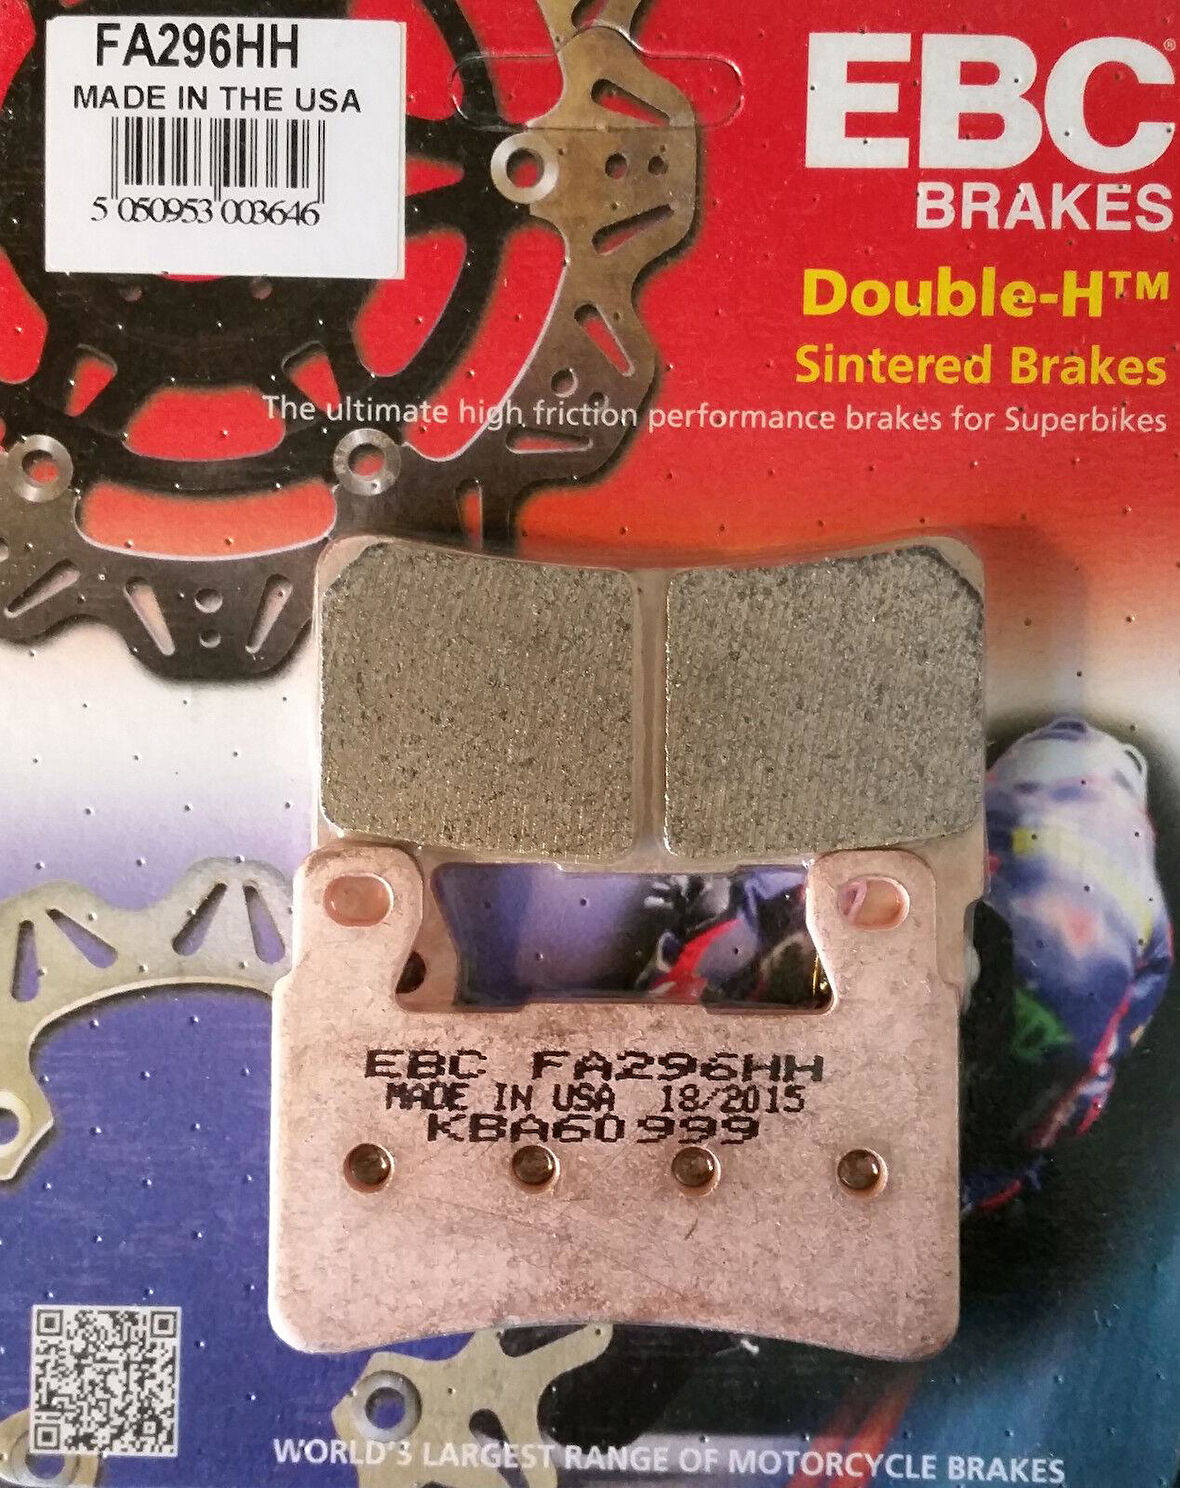 FA296HH
MADE IN THE USA
5 050953 003646
EBC®
BRAKES
Double-H™
Sintered Brakes
The ultimate high friction performance brakes for Superbikes
EBC FA296HH
MADE IN USA 18/2015
KBA60999
WORLD'S LARGEST RANGE OF MOTORCYCLE BRAKES